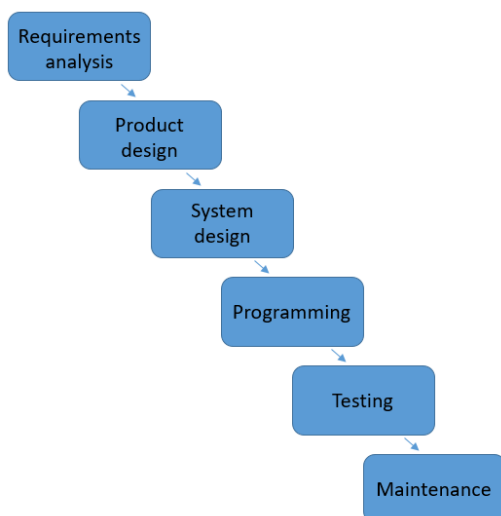 Requirements
analysis
Product
design
System
design
Programming
Testing
Maintenance